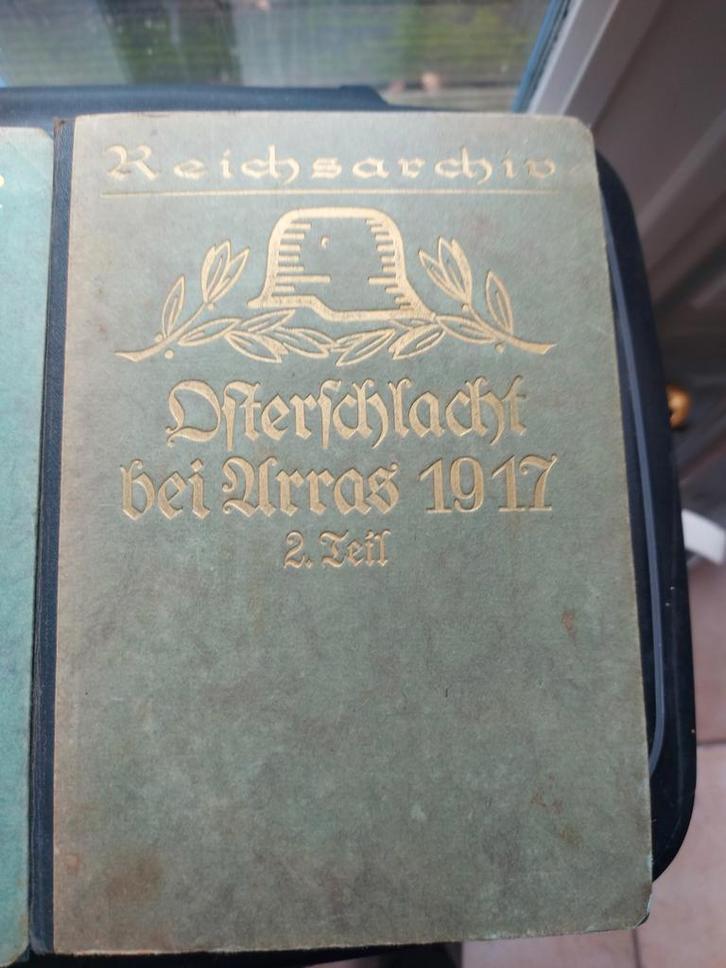 Reichsarchiv
Osterschlacht
bei Arras 1917
2. Teil